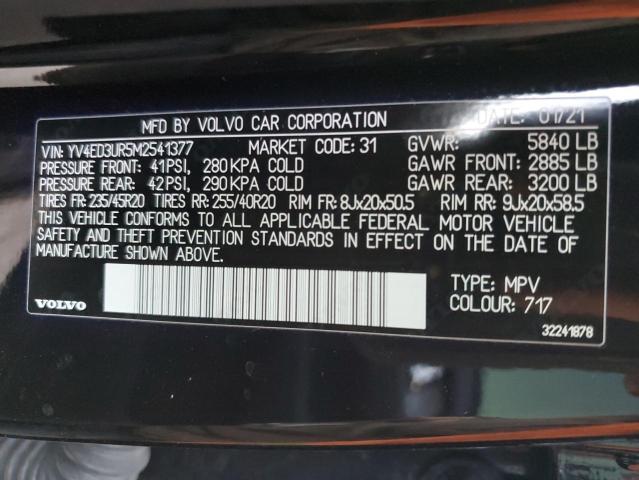 MFD BY VOLVO CAR CORPORATION DATE: 01/21
VIN: YV4ED3UR5M2541377 MARKET CODE: 31 GVWR: 5840 LB
PRESSURE FRONT: 41PSI, 280 KPA COLD GAWR FRONT: 2885 LB
PRESSURE REAR: 42PSI, 290 KPA COLD GAWR REAR: 3200 LB
TIRES FR: 235/45R20 TIRES RR: 255/40R20 RIM FR: 8Jx20x50.5 RIM RR: 9Jx20x58.5
THIS VEHICLE CONFORMS TO ALL APPLICABLE FEDERAL MOTOR VEHICLE
SAFETY AND THEFT PREVENTION STANDARDS IN EFFECT ON THE DATE OF
MANUFACTURE SHOWN ABOVE.
TYPE: MPV
COLOUR: 717
VOLVO
32241878